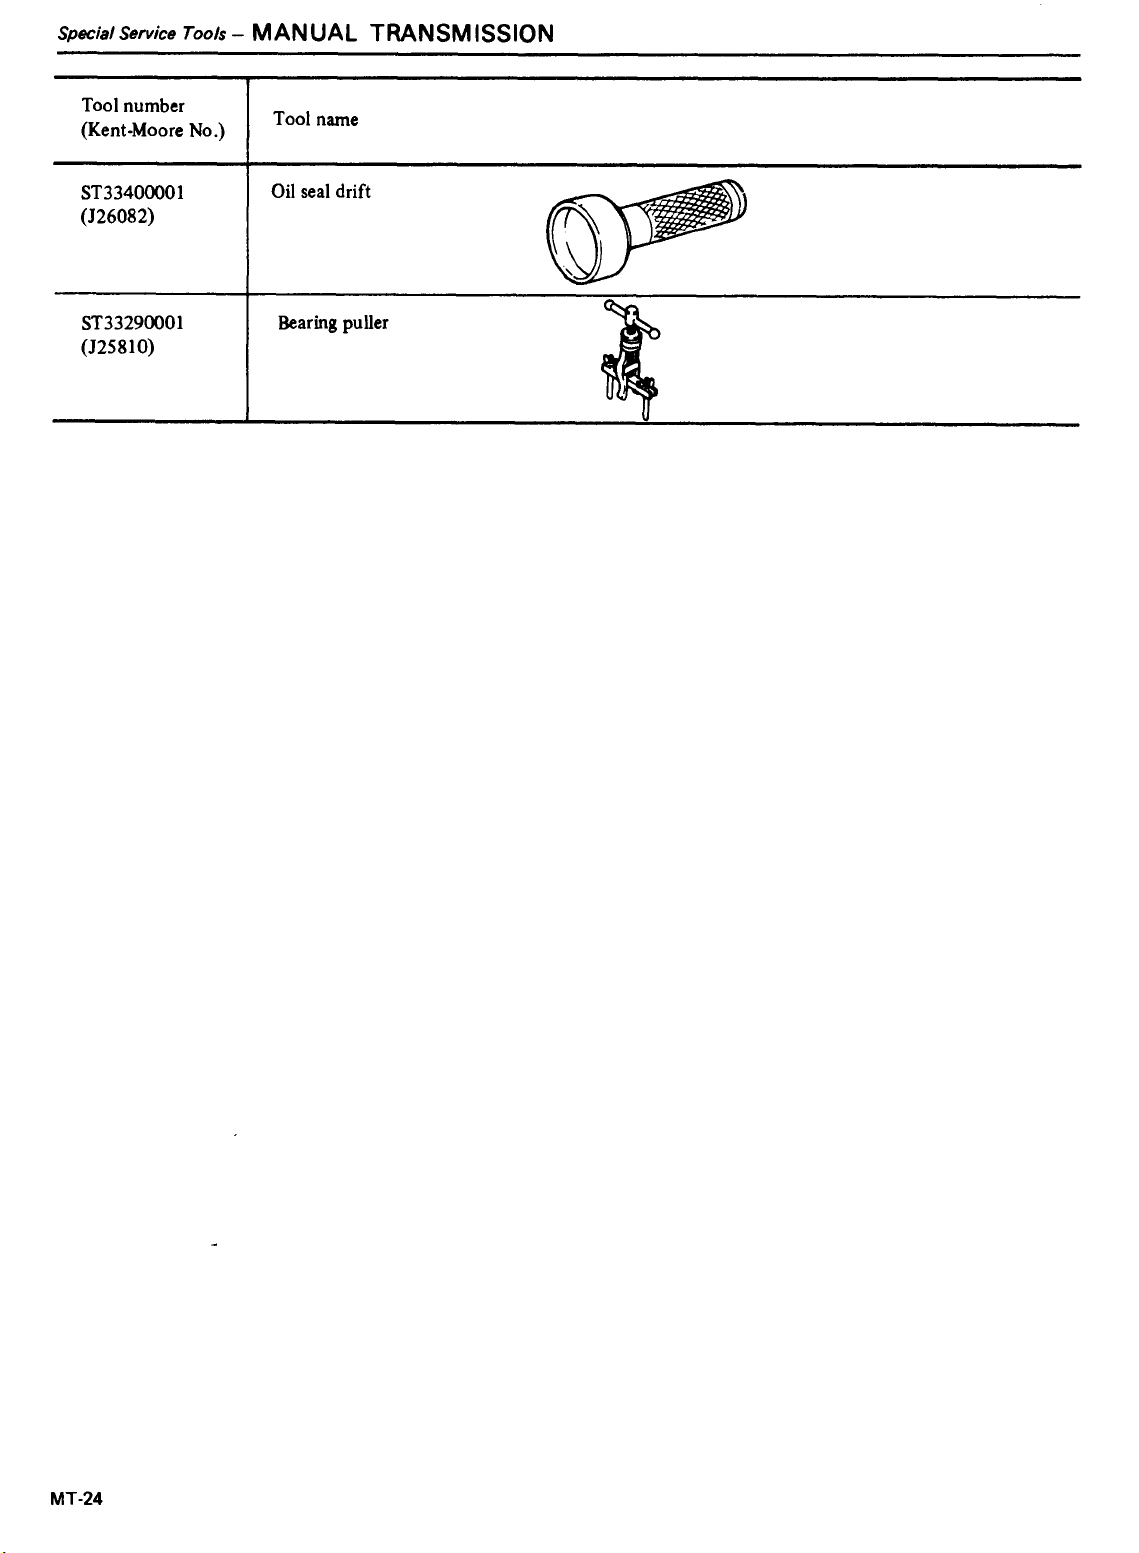 Special Service Tools – MANUAL TRANSMISSION
Tool number
(Kent-Moore No.)
Tool name
ST33400001
(J26082)
Oil seal drift
ST33290001
(J25810)
Bearing puller
MT-24